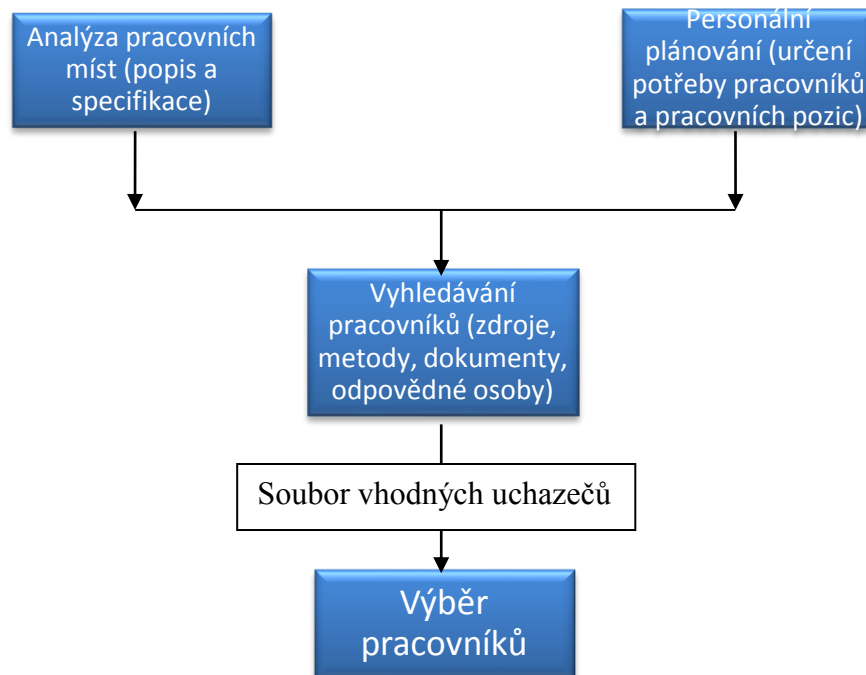 Analýza pracovních
míst (popis a
specifikace)
Personální
plánování (určení
potřeby pracovníků
a pracovních pozic)
Vyhledávání
pracovníků (zdroje,
metody, dokumenty,
odpovědné osoby)
Soubor vhodných uchazečů
Výběr
pracovníků